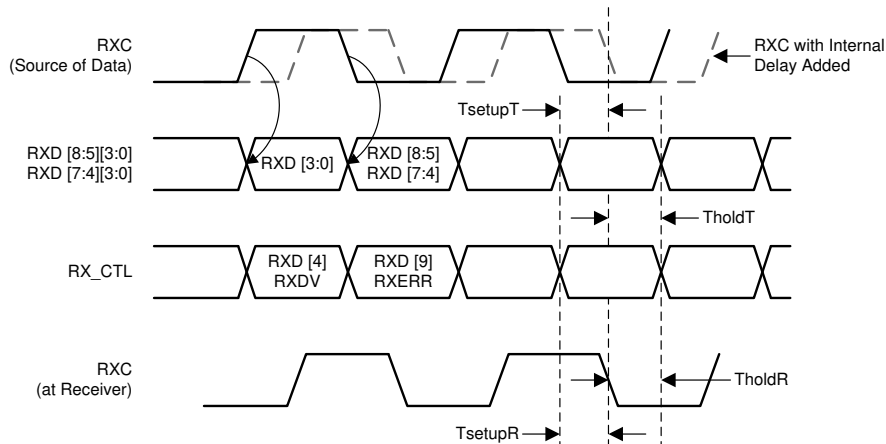 RXC
(Source of Data)
RXC with Internal
Delay Added
TsetupT
RXD [8:5][3:0]
RXD [7:4][3:0]
RXD [3:0]
RXD [8:5]
RXD [7:4]
TholdT
RX_CTL
RXD [4]
RXDV
RXD [9]
RXERR
RXC
(at Receiver)
TholdR
TsetupR